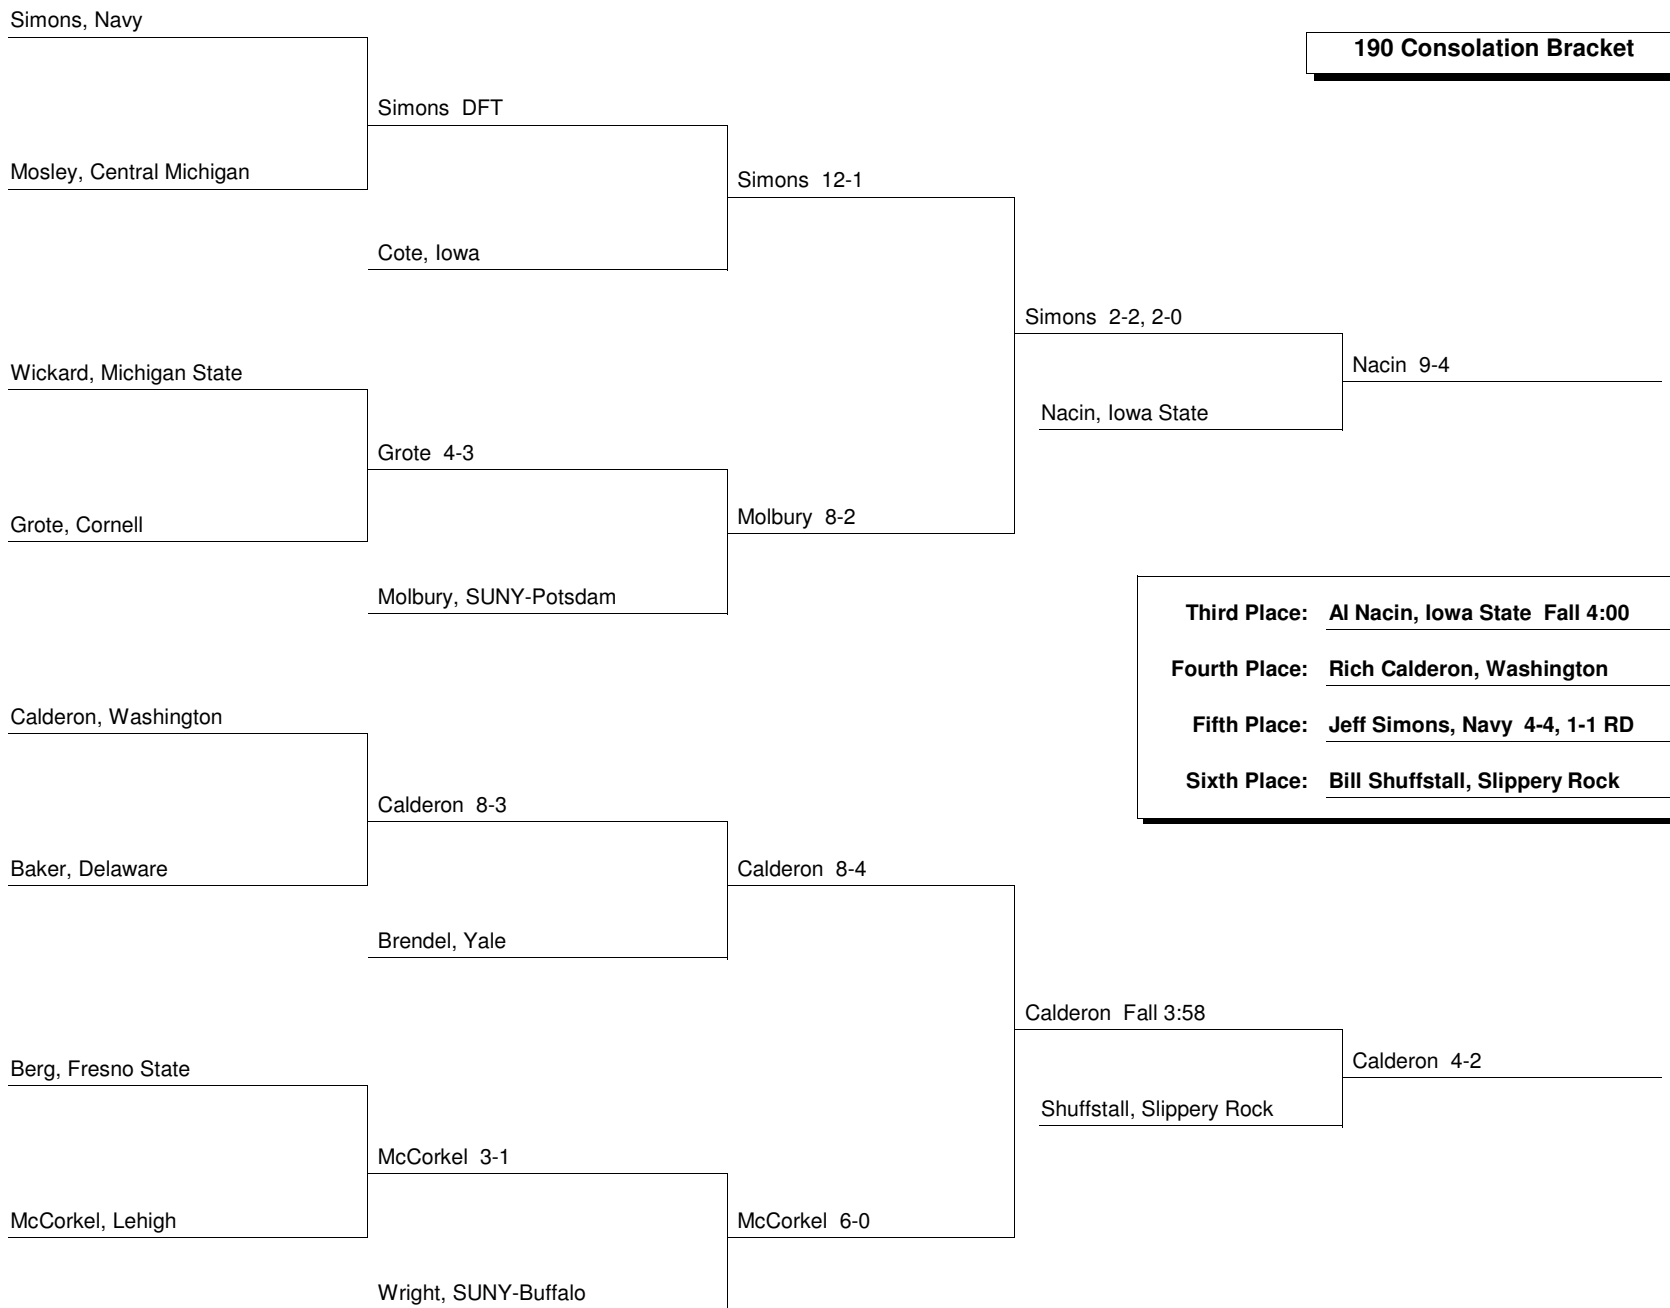 Simons, Navy
190 Consolation Bracket
Simons DFT
Mosley, Central Michigan
Simons 12-1
Cote, Iowa
Simons 2-2, 2-0
Wickard, Michigan State
Nacin 9-4
Nacin, Iowa State
Grote 4-3
Grote, Cornell
Molbury 8-2
Molbury, SUNY-Potsdam
Third Place: Al Nacin, Iowa State Fall 4:00
Fourth Place: Rich Calderon, Washington
Fifth Place: Jeff Simons, Navy 4-4, 1-1 RD
Sixth Place: Bill Shuffstall, Slippery Rock
Calderon, Washington
Calderon 8-3
Baker, Delaware
Calderon 8-4
Brendel, Yale
Calderon Fall 3:58
Berg, Fresno State
Calderon 4-2
Shuffstall, Slippery Rock
McCorkel 3-1
McCorkel, Lehigh
McCorkel 6-0
Wright, SUNY-Buffalo